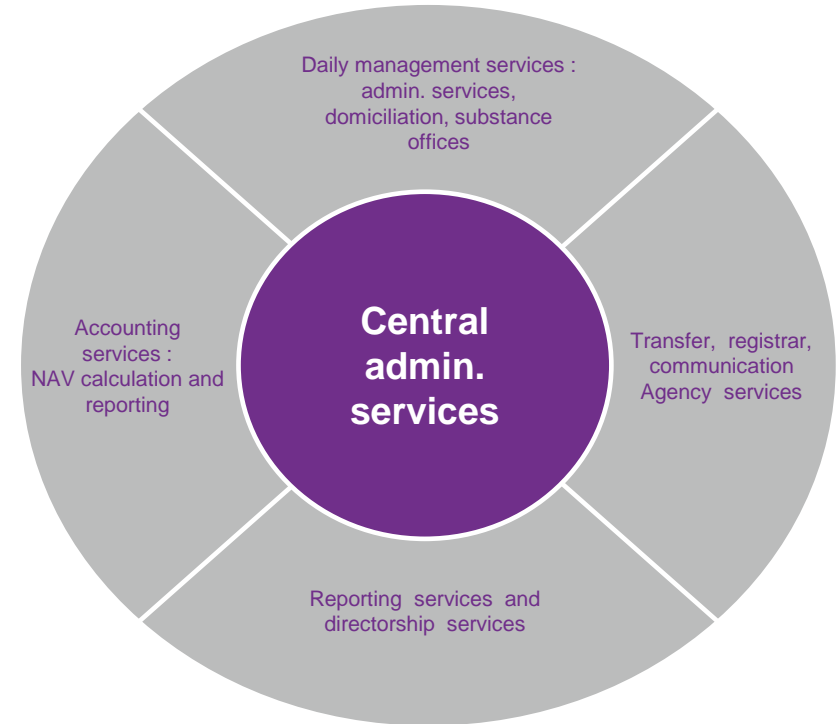 Daily management services :
admin. services,
domiciliation, substance
offices
Accounting
services :
NAV calculation and
reporting
Central
admin.
services
Transfer, registrar,
communication
Agency services
Reporting services and
directorship services